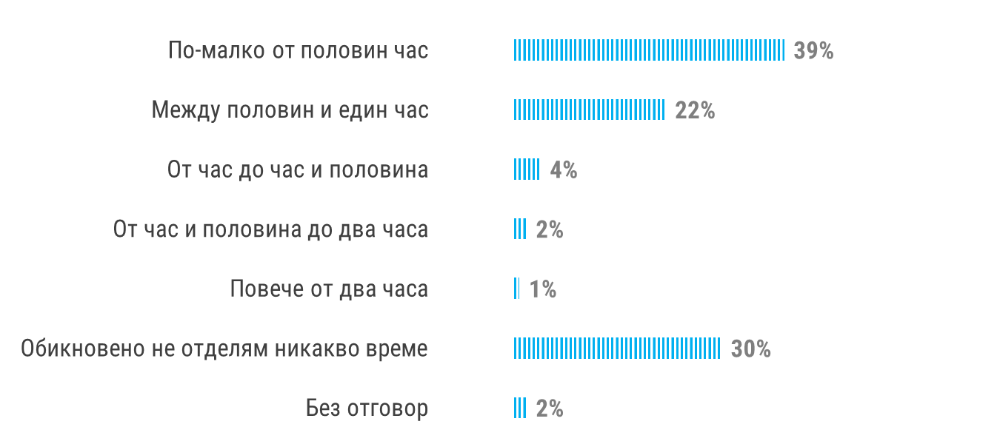 По-малко от половин час 39%
Между половин и един час 22%
От час до час и половина 4%
От час и половина до два часа 2%
Повече от два часа 1%
Обикновено не отделям никакво време 30%
Без отговор 2%